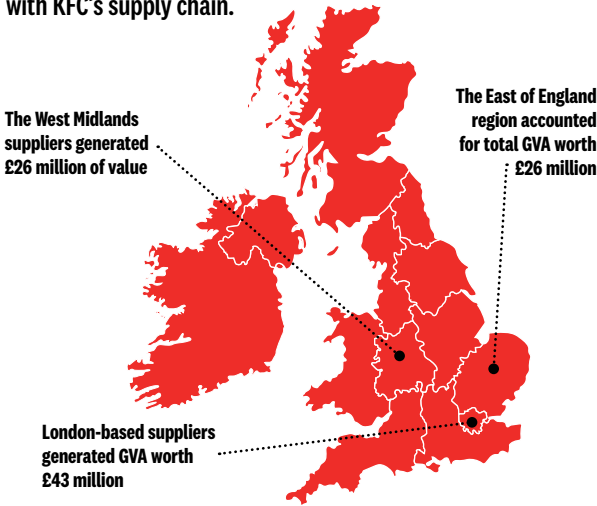 with KFC's supply chain.
The West Midlands
suppliers generated
£26 million of value
The East of England
region accounted
for total GVA worth
£26 million
London-based suppliers
generated GVA worth
£43 million